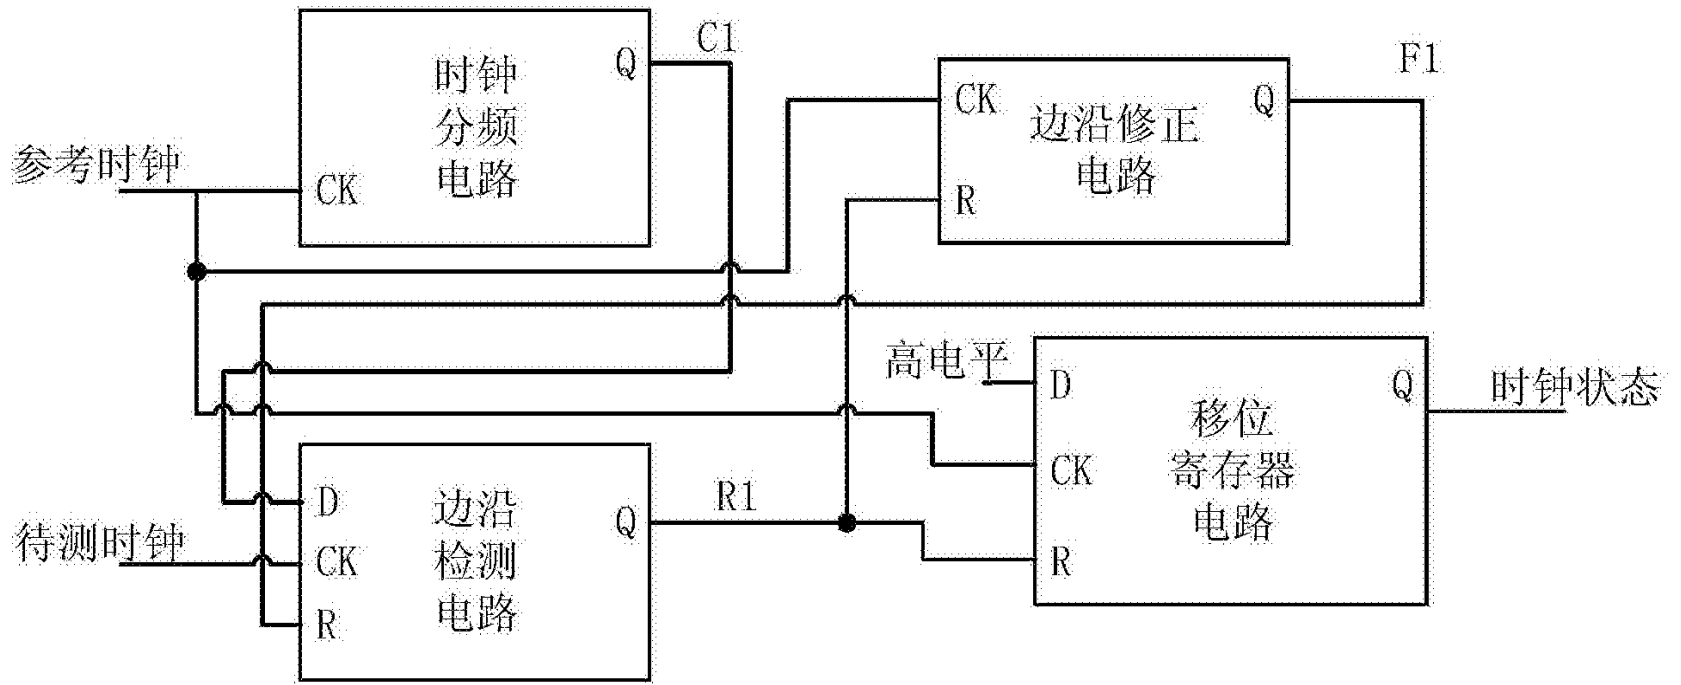 C1
时钟
分频
电路
Q
CK
参考时钟
F1
CK
Q
边沿修正
电路
R
高电平
D
Q
移位
寄存器
电路
CK
R
时钟状态
R1
D
边沿
检测
电路
Q
CK
R
待测时钟